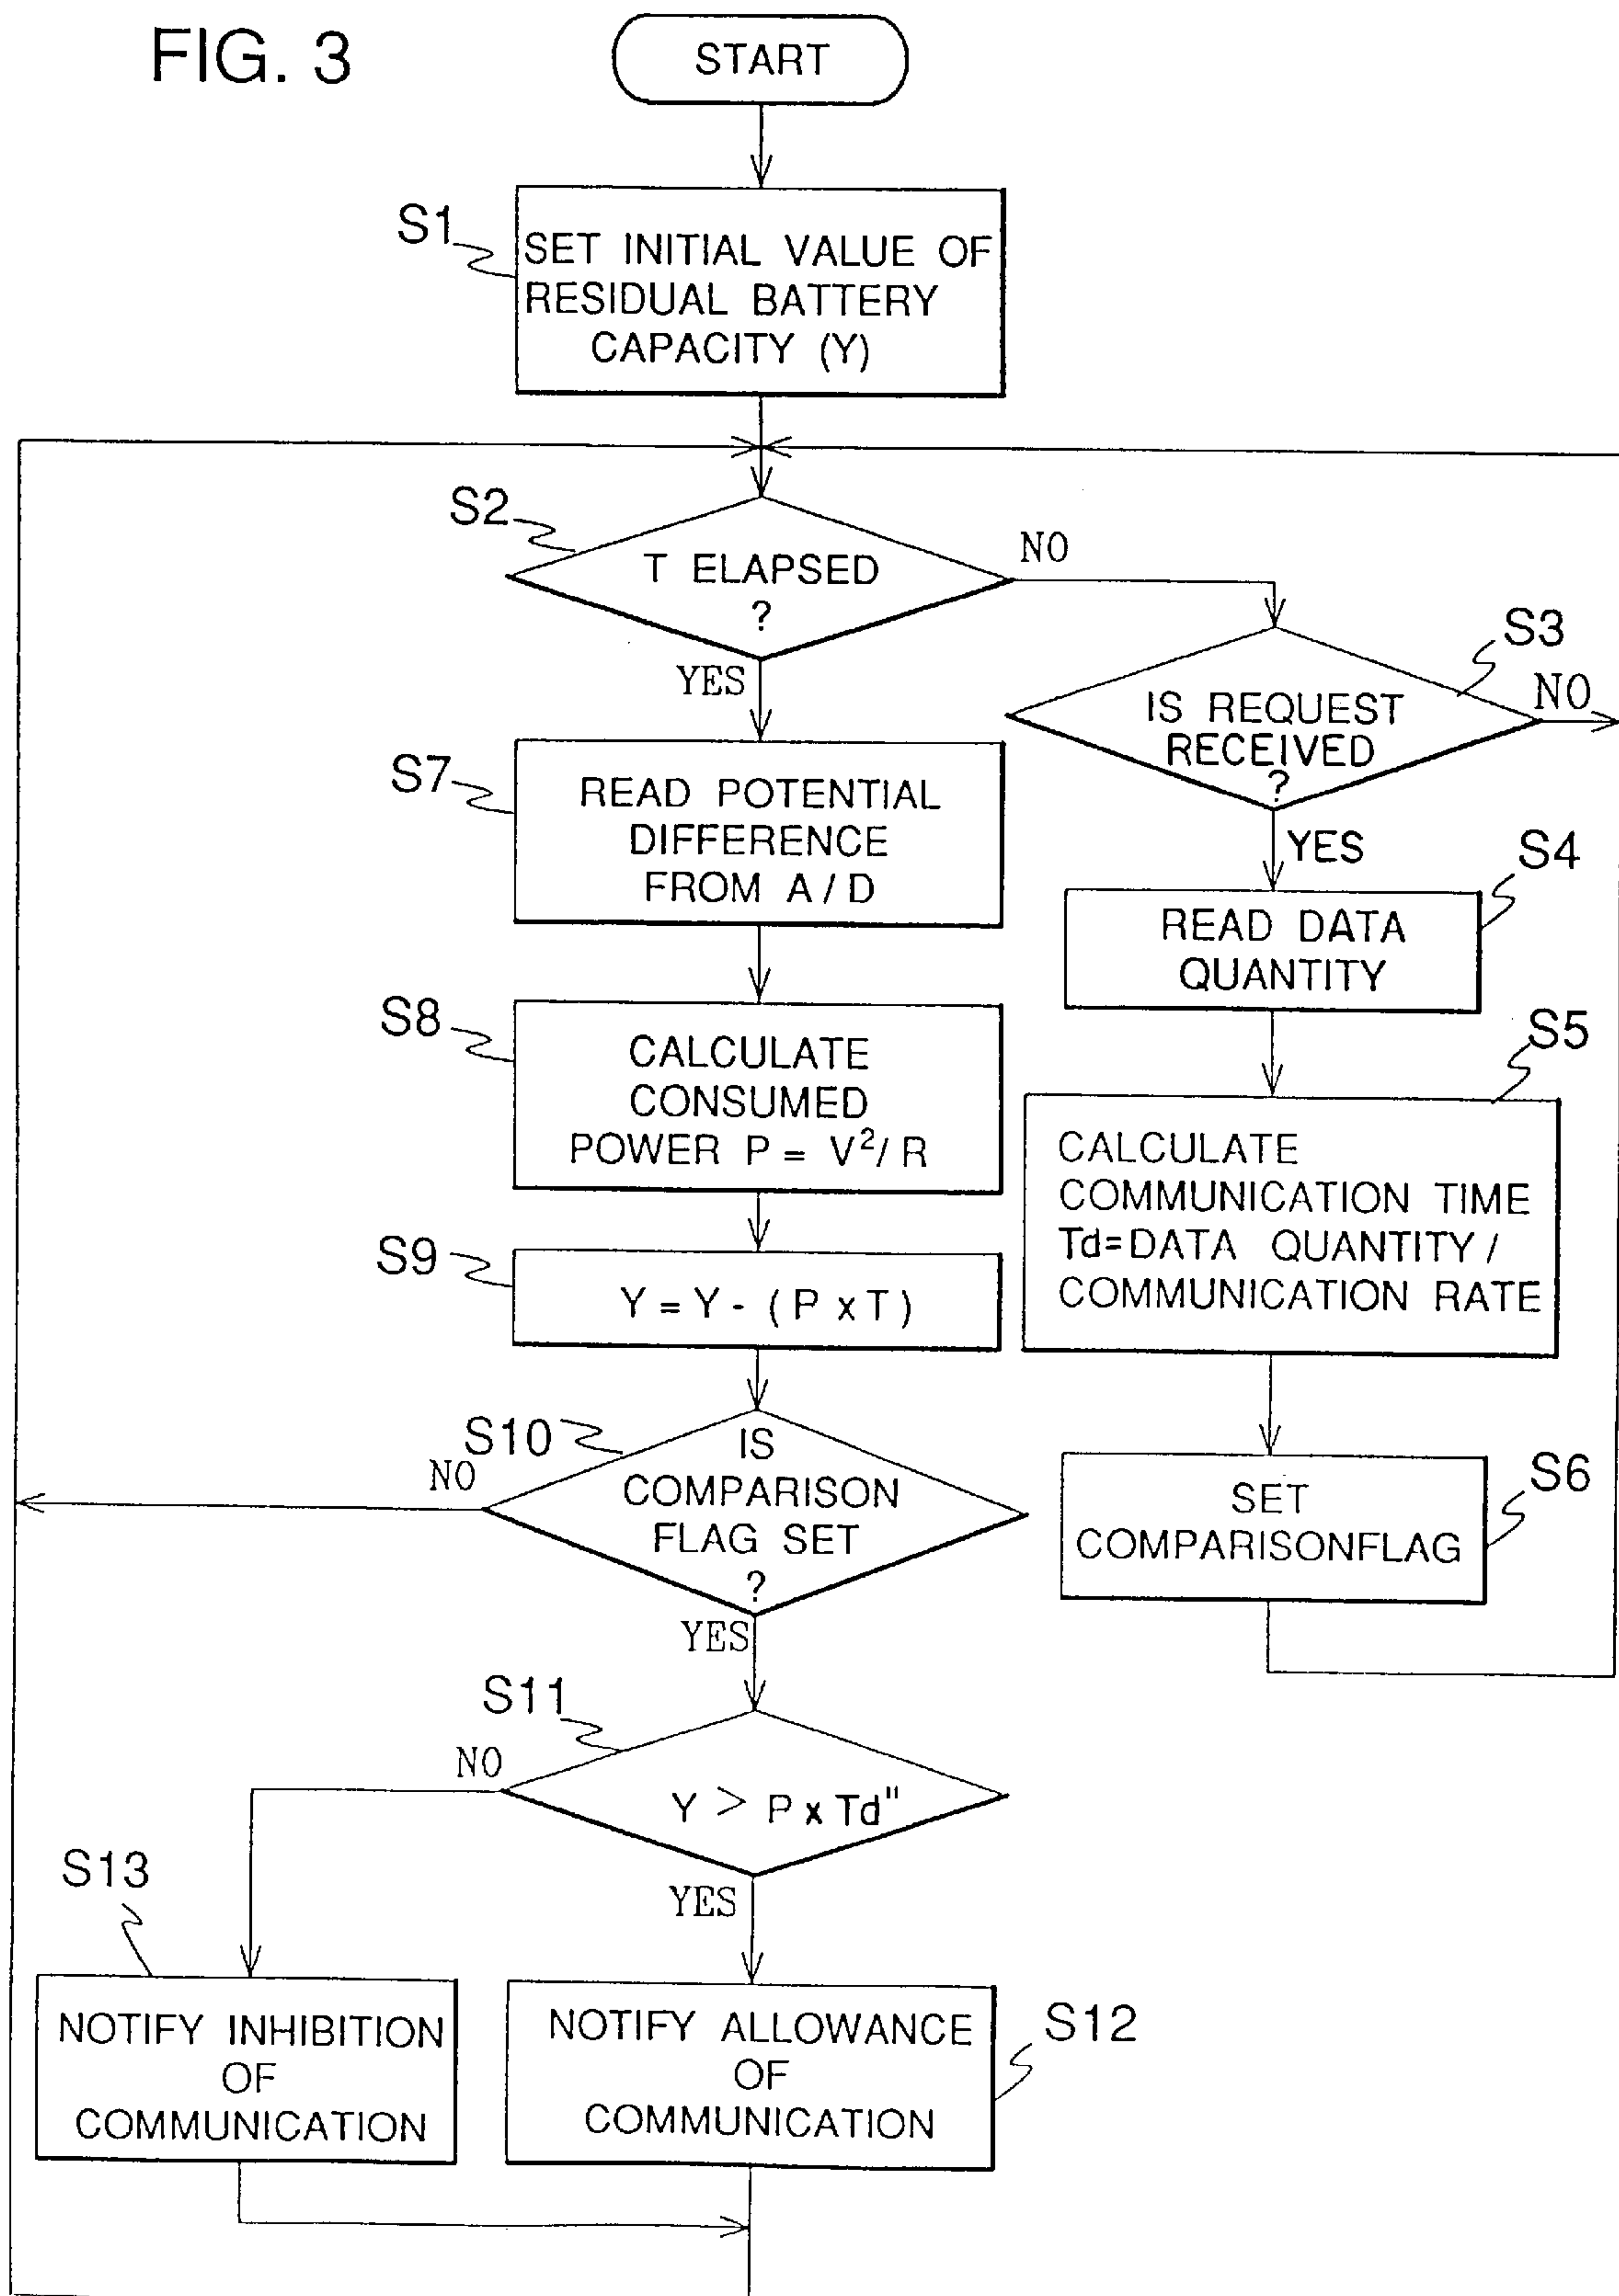 FIG. 3
START
S1
SET INITIAL VALUE OF
RESIDUAL BATTERY
CAPACITY (Y)
S2
T ELAPSED
?
NO
YES
S3
IS REQUEST
RECEIVED
?
NO
YES
S4
READ DATA
QUANTITY
S5
CALCULATE
COMMUNICATION TIME
Td=DATA QUANTITY /
COMMUNICATION RATE
S6
SET
COMPARISONFLAG
S7
READ POTENTIAL
DIFFERENCE
FROM A / D
S8
CALCULATE
CONSUMED
POWER P = V²/ R
S9
Y = Y - ( P x T )
S10
IS
COMPARISON
FLAG SET
?
NO
YES
S11
Y > P x Td"
NO
YES
S13
NOTIFY INHIBITION
OF
COMMUNICATION
S12
NOTIFY ALLOWANCE
OF
COMMUNICATION